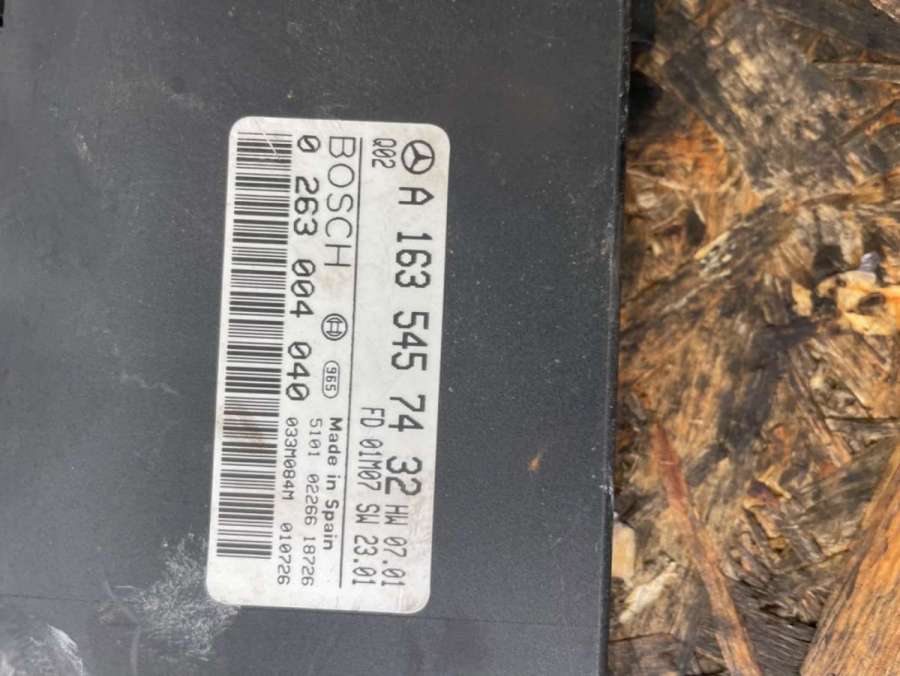 A 163 545 74 32 HW 07.01
Q02 FD 01M07 SW 23.01
BOSCH 965 Made in Spain
5101 02266 18726
0 263 004 040 033M084M 010726